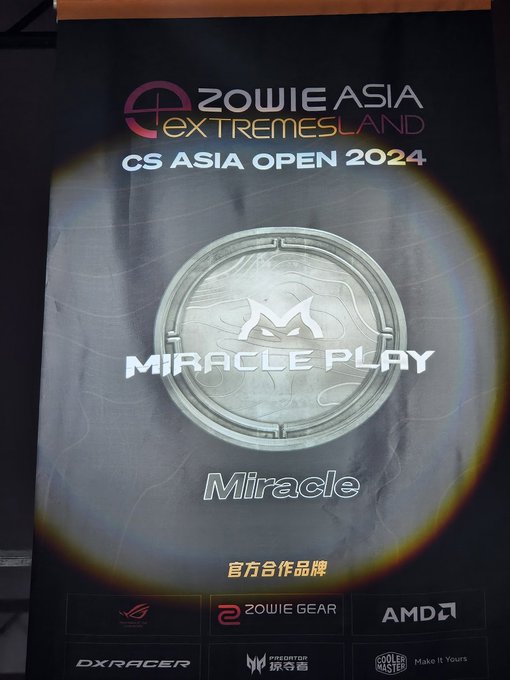 ZOWIE ASIA
eXTREMESLAND
CS ASIA OPEN 2024
MIRACLE PLAY
Miracle
官方合作品牌
ZOWIE GEAR
AMD
DXRACER
PREDATOR
掠夺者
COOLER MASTER
Make It Yours